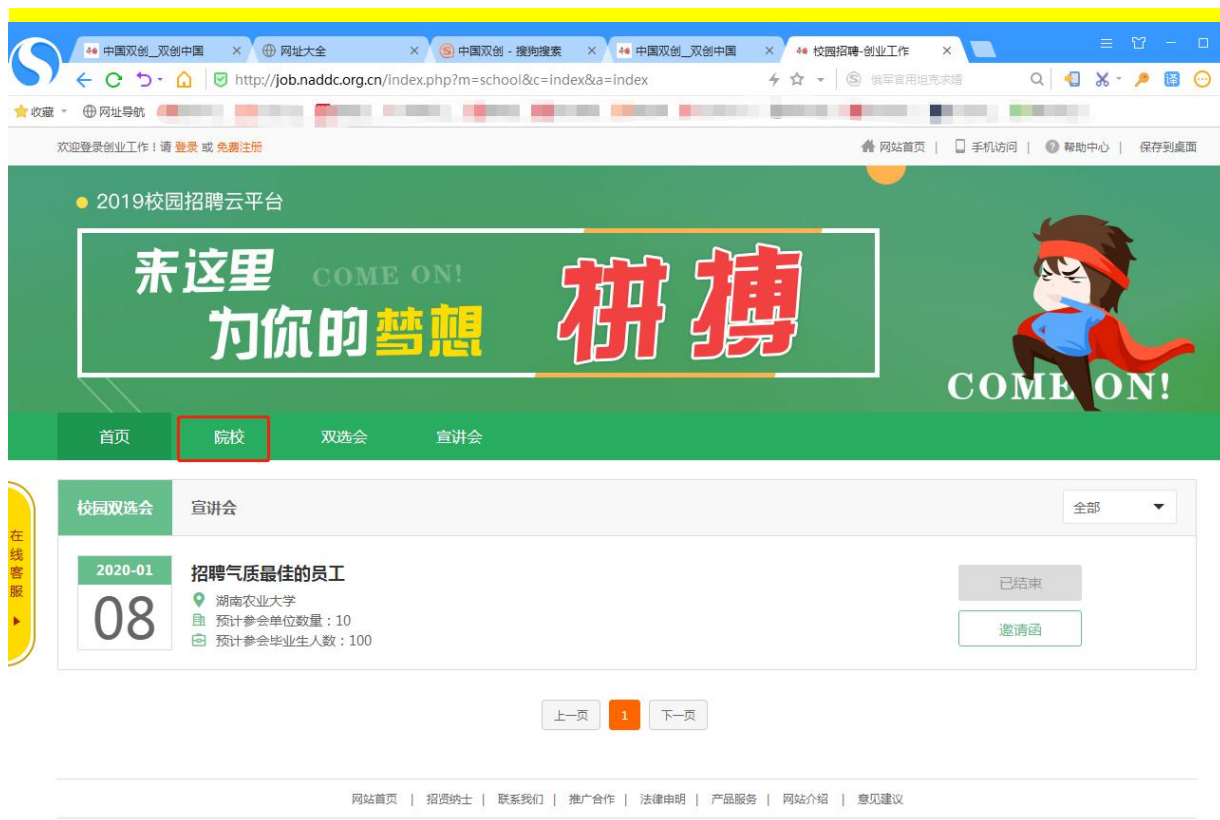 中国双创_双创中国
网址大全
中国双创 - 搜狗搜索
中国双创_双创中国
校园招聘-创业工作
http://job.naddc.org.cn/index.php?m=school&c=index&a=index
俄军官用坦克求婚
译
收藏
网址导航
欢迎登录创业工作！请 登录 或 免费注册
网站首页 | 手机访问 | 帮助中心 | 保存到桌面
2019校园招聘云平台
来这里
COME ON!
为你的梦想
拼搏
COME ON!
首页 院校 双选会 宣讲会
校园双选会 宣讲会 全部
在线客服
2020-01
08
招聘气质最佳的员工
湖南农业大学
预计参会单位数量：10
预计参会毕业生人数：100
已结束
邀请函
上一页 1 下一页
网站首页 | 招贤纳士 | 联系我们 | 推广合作 | 法律申明 | 产品服务 | 网站介绍 | 意见建议